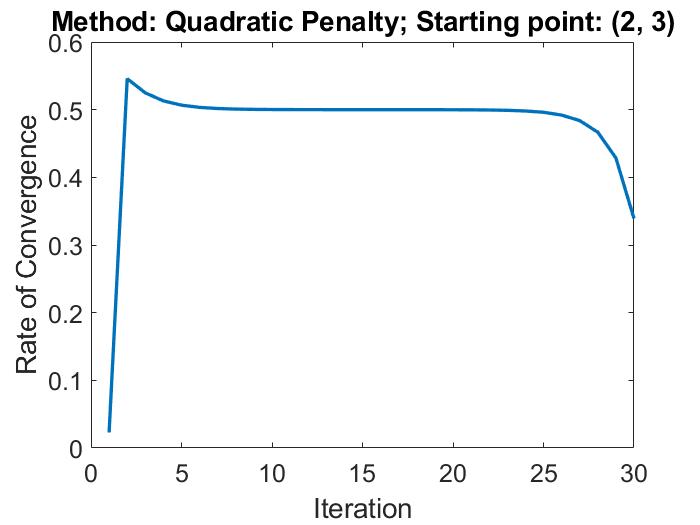 Method: Quadratic Penalty; Starting point: (2, 3)
0.6
0.5
0.4
0.3
0.2
0.1
0
Rate of Convergence
0 5 10 15 20 25 30
Iteration